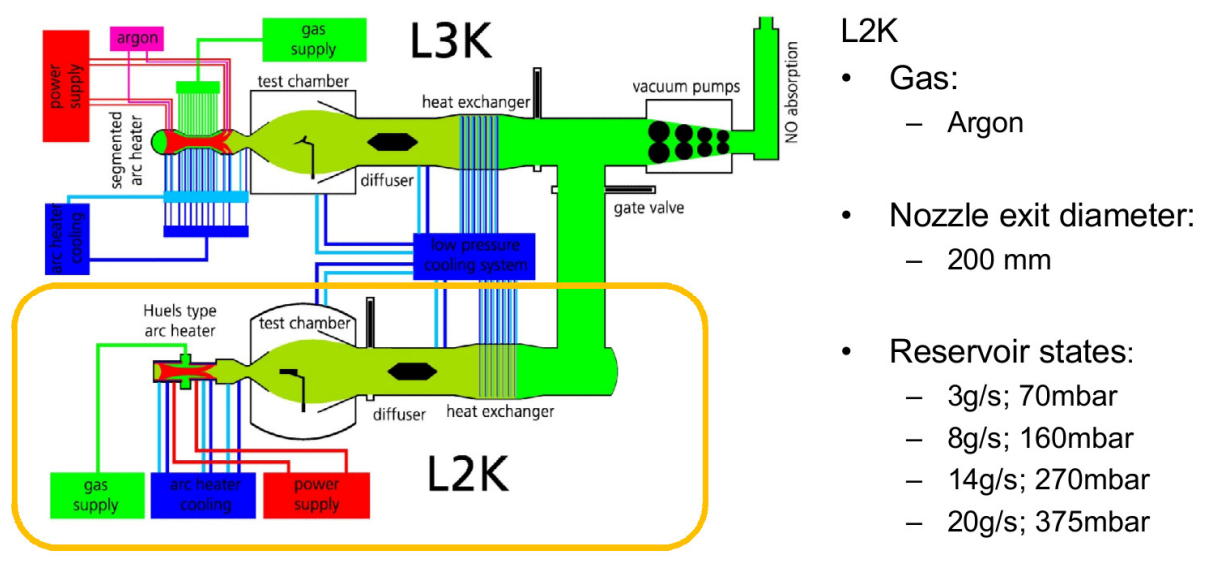 L3K
argon
gas
supply
power
supply
segmented
arc heater
test chamber
heat exchanger
vacuum pumps
NO absorption
diffuser
gate valve
arc heater
cooling
low pressure
cooling system
Huels type
arc heater
test chamber
diffuser
heat exchanger
L2K
gas
supply
arc heater
cooling
power
supply
L2K
• Gas:
– Argon
• Nozzle exit diameter:
– 200 mm
• Reservoir states:
– 3g/s; 70mbar
– 8g/s; 160mbar
– 14g/s; 270mbar
– 20g/s; 375mbar